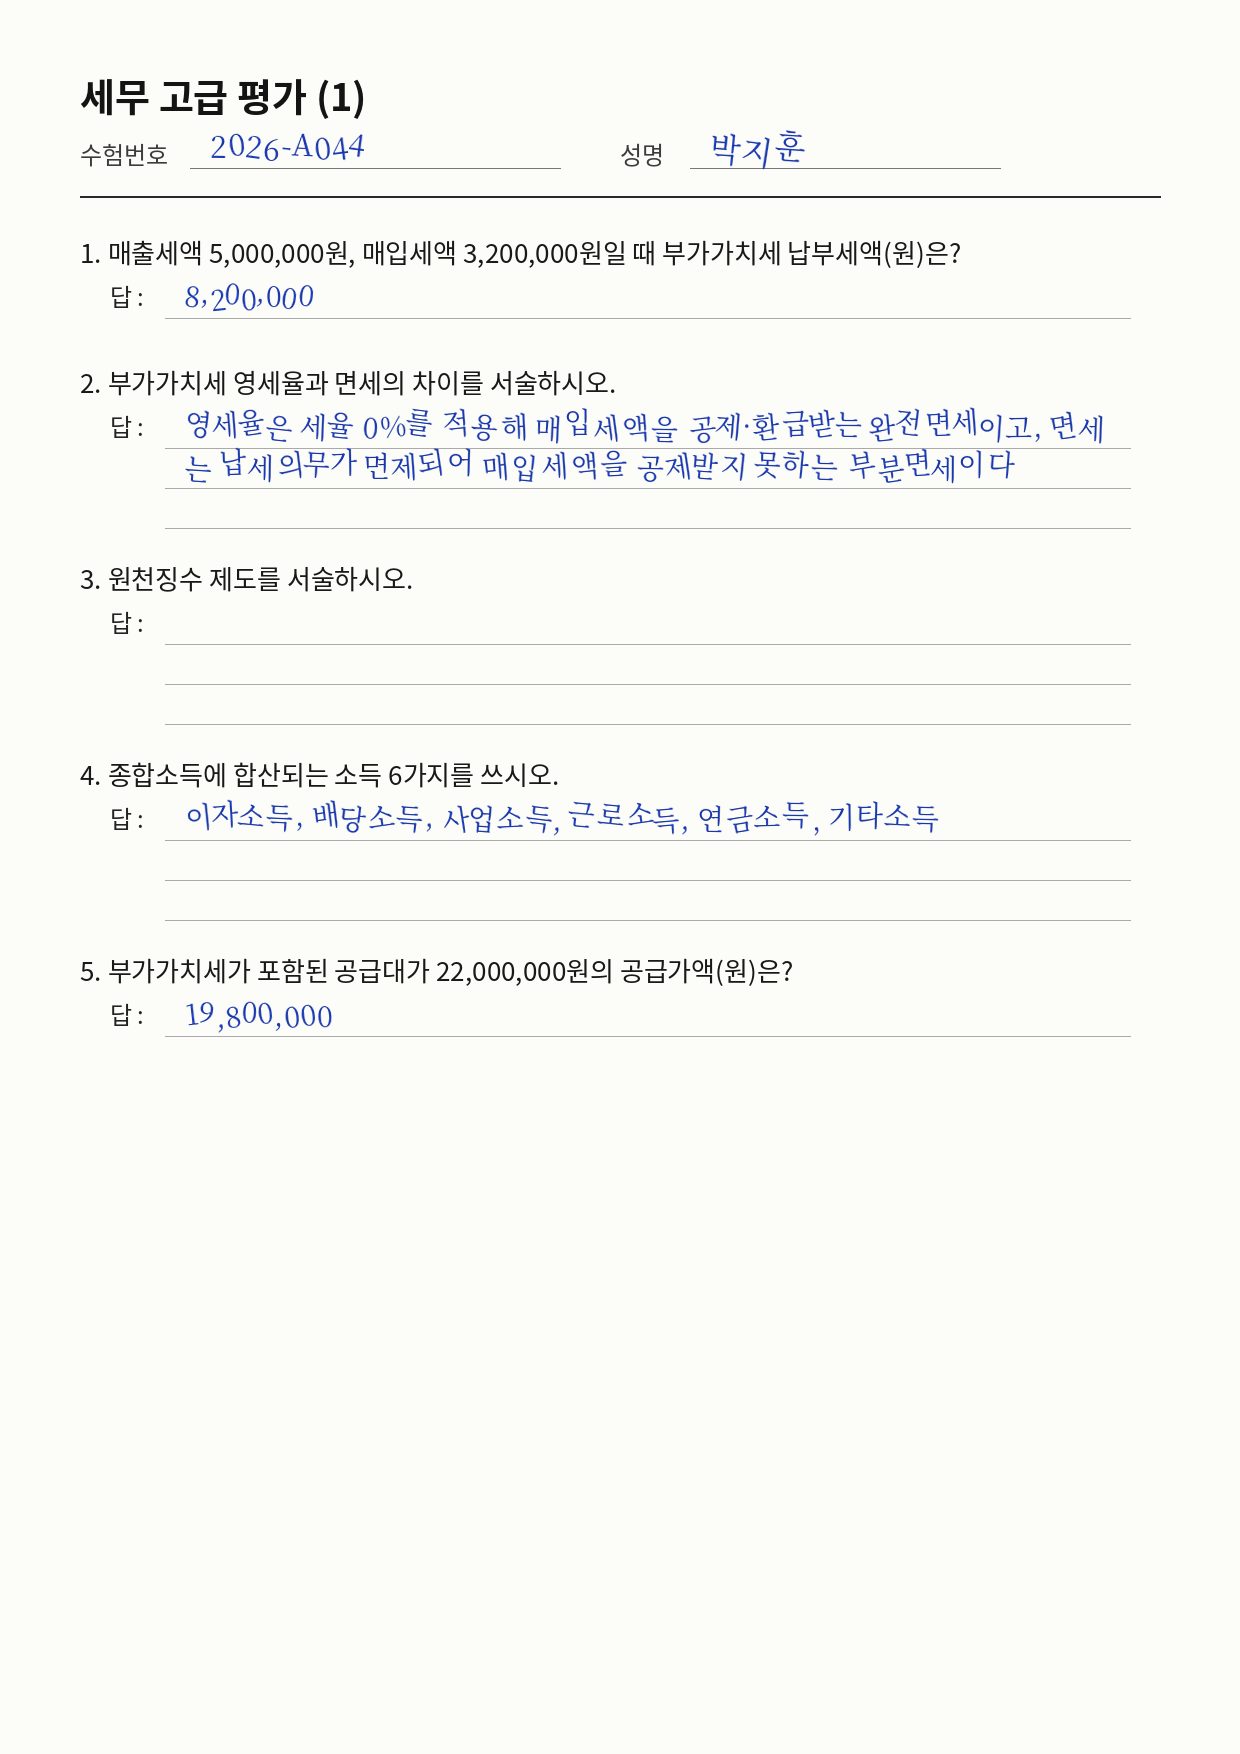 세무 고급 평가 (1)
수험번호 2026-A044 성명 박지훈
1. 매출세액 5,000,000원, 매입세액 3,200,000원일 때 부가가치세 납부세액(원)은?
답 : 8,200,000
2. 부가가치세 영세율과 면세의 차이를 서술하시오.
답 : 영세율은 세율 0%를 적용해 매입세액을 공제·환급받는 완전면세이고, 면세
는 납세의무가 면제되어 매입세액을 공제받지 못하는 부분면세이다
3. 원천징수 제도를 서술하시오.
답 :
4. 종합소득에 합산되는 소득 6가지를 쓰시오.
답 : 이자소득, 배당소득, 사업소득, 근로소득, 연금소득, 기타소득
5. 부가가치세가 포함된 공급대가 22,000,000원의 공급가액(원)은?
답 : 19,800,000